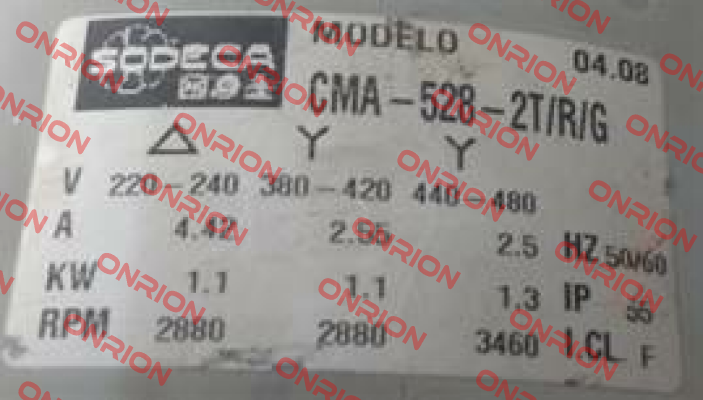 SODECA MODELO 04.08
CMA-528-2T/R/G
△ Y Y
V 220-240 380-420 440-480
A 4.42 2.55 2.5 HZ 50/60
KW 1.1 1.1 1.3 iP 55
RPM 2880 2880 3460 I.CL F
ONRION